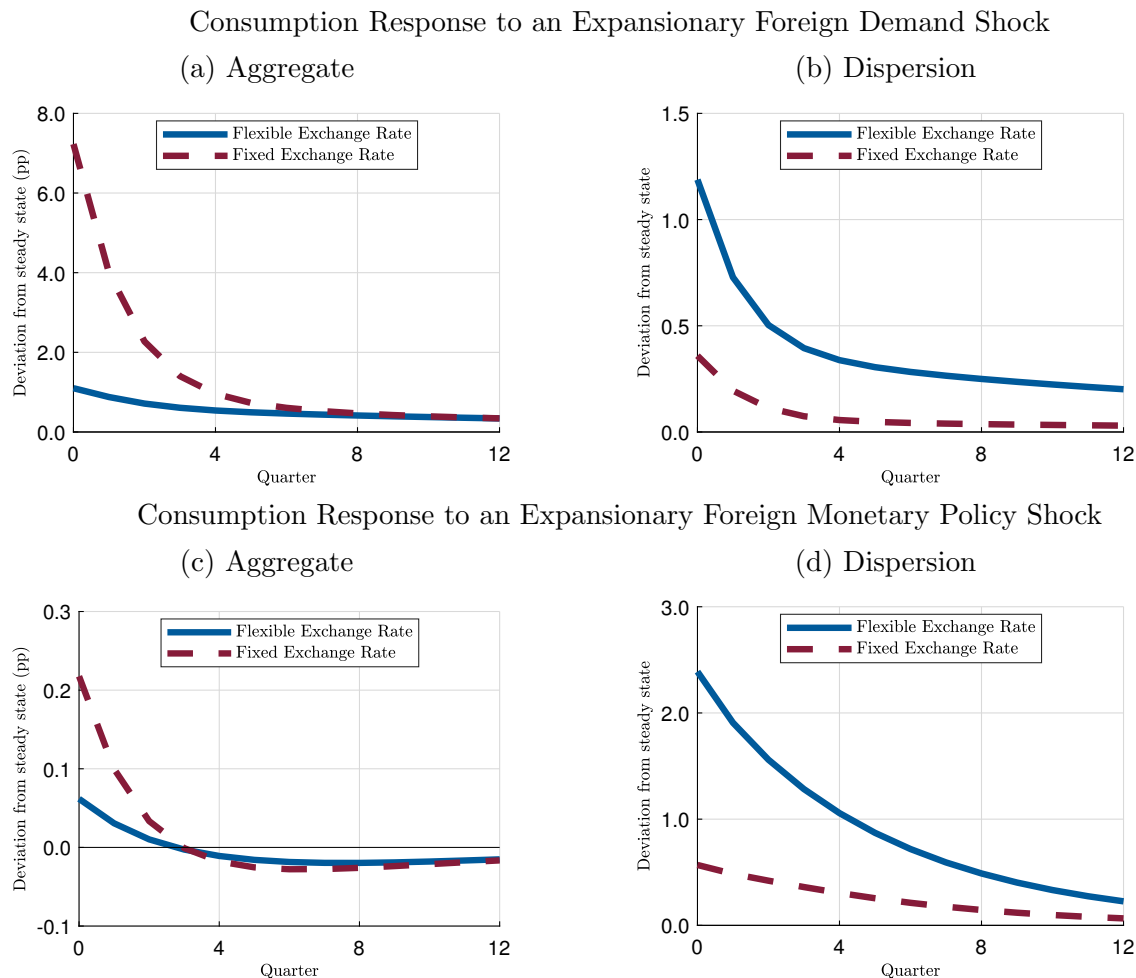 Consumption Response to an Expansionary Foreign Demand Shock
(a) Aggregate
Deviation from steady state (pp)
8.0
6.0
4.0
2.0
0.0
Flexible Exchange Rate
Fixed Exchange Rate
0 4 8 12
Quarter
(b) Dispersion
Deviation from steady state
1.5
1.0
0.5
0.0
Flexible Exchange Rate
Fixed Exchange Rate
0 4 8 12
Quarter
Consumption Response to an Expansionary Foreign Monetary Policy Shock
(c) Aggregate
Deviation from steady state (pp)
0.3
0.2
0.1
0.0
-0.1
Flexible Exchange Rate
Fixed Exchange Rate
0 4 8 12
Quarter
(d) Dispersion
Deviation from steady state
3.0
2.0
1.0
0.0
Flexible Exchange Rate
Fixed Exchange Rate
0 4 8 12
Quarter